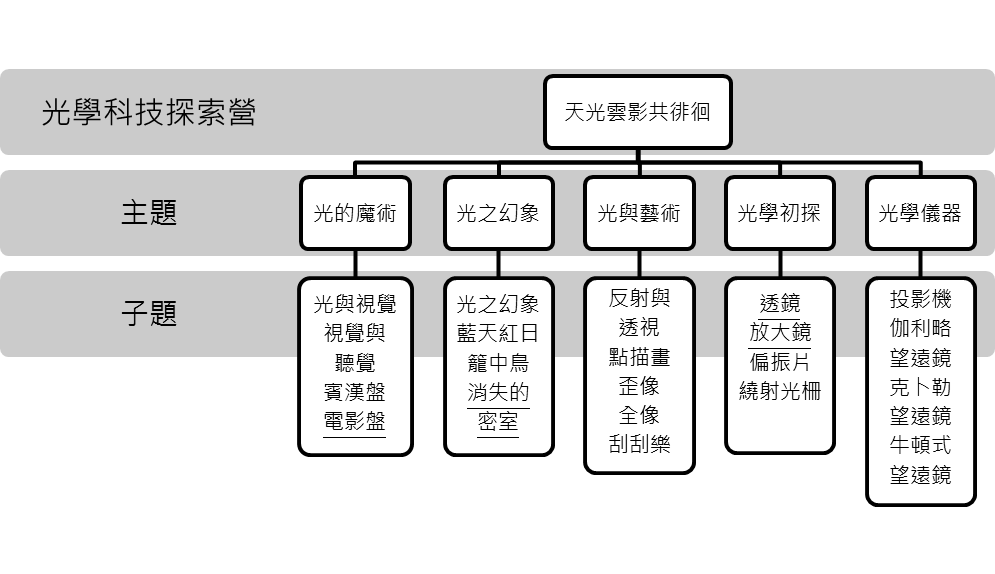 光學科技探索營
天光雲影共徘徊
主題
光的魔術
光之幻象
光與藝術
光學初探
光學儀器
子題
光與視覺
視覺與
聽覺
賓漢盤
電影盤
光之幻象
藍天紅日
籠中鳥
消失的
密室
反射與
透視
點描畫
歪像
全像
刮刮樂
透鏡
放大鏡
偏振片
繞射光柵
投影機
伽利略
望遠鏡
克卜勒
望遠鏡
牛頓式
望遠鏡